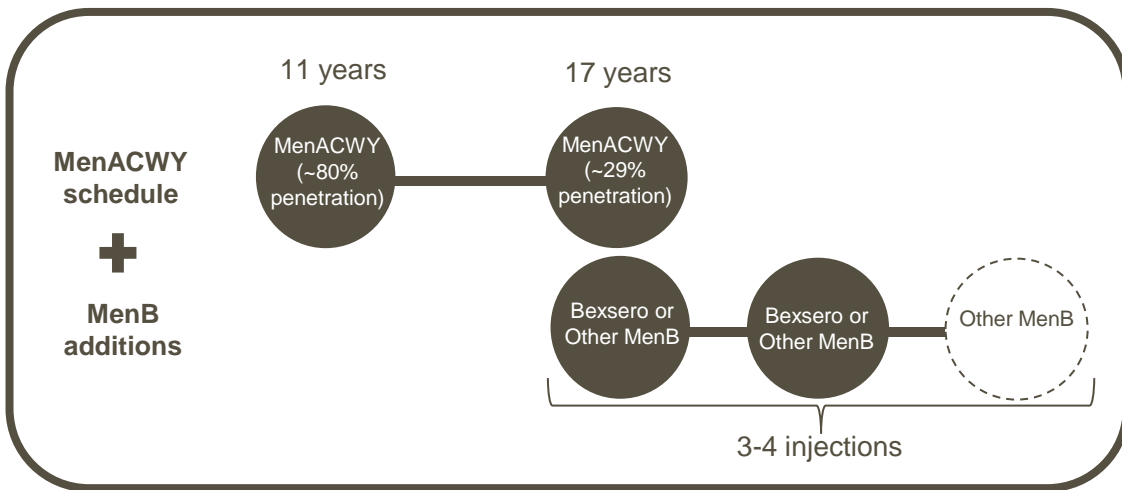 11 years
17 years
MenACWY
schedule
MenB
additions
MenACWY
(~80%
penetration)
MenACWY
(~29%
penetration)
Bexsero or
Other MenB
Bexsero or
Other MenB
Other MenB
3-4 injections